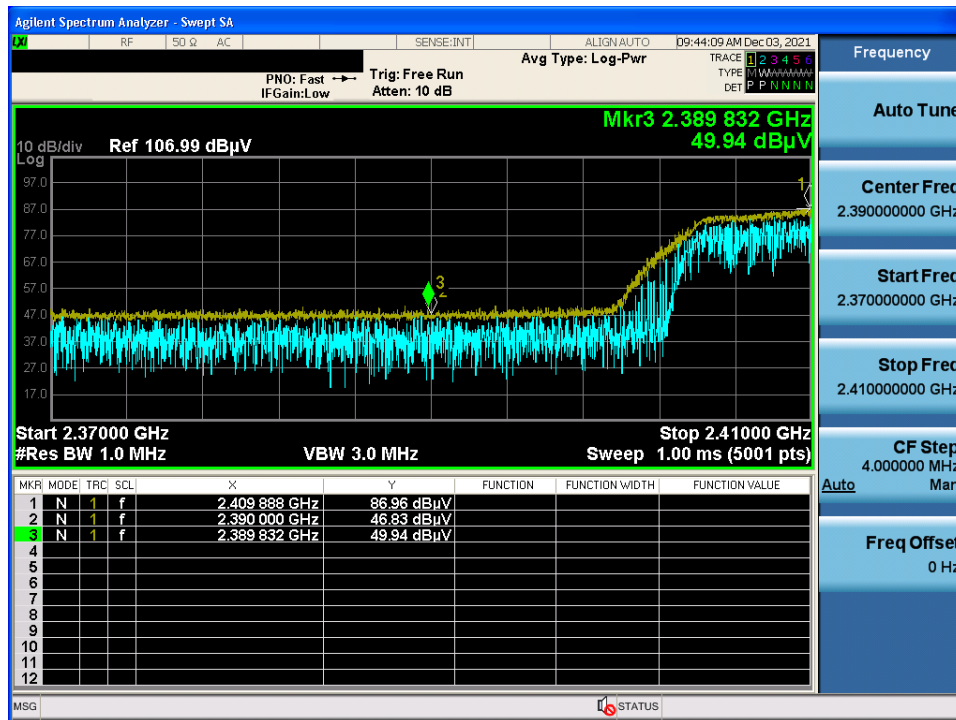 Agilent Spectrum Analyzer - Swept SA
LXI RF 50 Ω AC SENSE:INT ALIGN AUTO 09:44:09 AM Dec 03, 2021
Frequency
Avg Type: Log-Pwr
TRACE 1 2 3 4 5 6
PNO: Fast Trig: Free Run
TYPE M W
IFGain:Low Atten: 10 dB
DET P P N N N N
Auto Tune
Mkr3 2.389 832 GHz
10 dB/div Ref 106.99 dBµV 49.94 dBµV
Log
97.0
87.0
77.0
67.0
57.0
47.0
37.0
27.0
17.0
1
3
2
Start 2.37000 GHz Stop 2.41000 GHz
#Res BW 1.0 MHz VBW 3.0 MHz Sweep 1.00 ms (5001 pts)
Center Freq
2.390000000 GHz
Start Freq
2.370000000 GHz
Stop Freq
2.410000000 GHz
CF Step
4.000000 MHz
Auto Man
Freq Offset
0 Hz
MKR MODE TRC SCL X Y FUNCTION FUNCTION WIDTH FUNCTION VALUE
1 N 1 f 2.409 888 GHz 86.96 dBµV
2 N 1 f 2.390 000 GHz 46.83 dBµV
3 N 1 f 2.389 832 GHz 49.94 dBµV
4
5
6
7
8
9
10
11
12
MSG STATUS